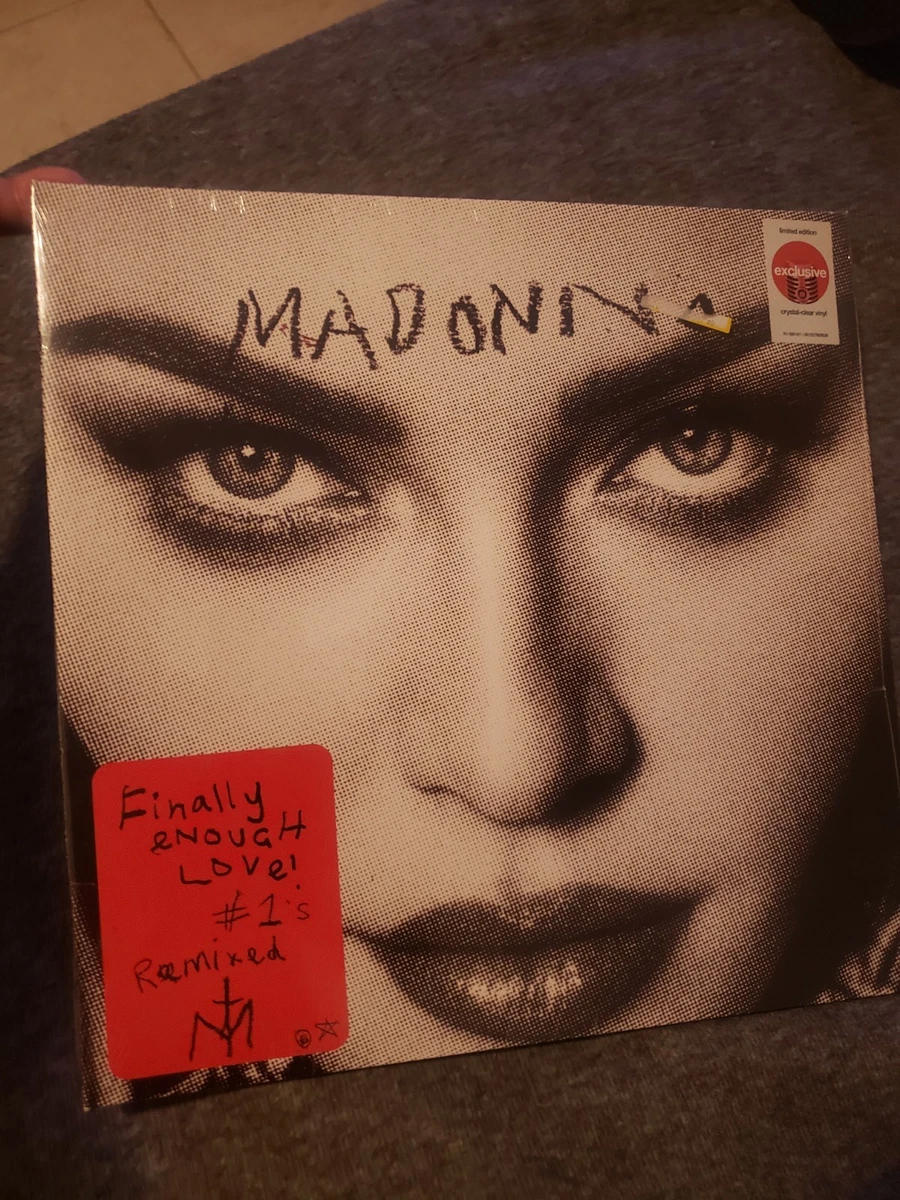 MADONNA
limited edition
exclusive
crystal-clear vinyl
Finally
eNOUGH
LOVe!
#1's
Remixed
M